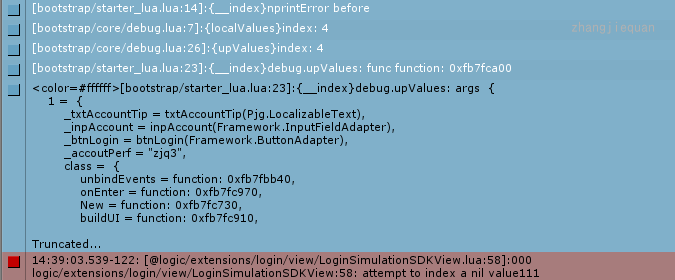 [bootstrap/starter_lua.lua:14]:{__index}nprintError before
[bootstrap/core/debug.lua:7]:{localValues}index: 4
zhangjiequan
[bootstrap/core/debug.lua:26]:{upValues}index: 4
[bootstrap/starter_lua.lua:23]:{__index}debug.upValues: func function: 0xfb7fca00
<color=#ffffff>[bootstrap/starter_lua.lua:23]:{__index}debug.upValues: args {
1 = {
_txtAccountTip = txtAccountTip(Pjg.LocalizableText),
_inpAccount = inpAccount(Framework.InputFieldAdapter),
_btnLogin = btnLogin(Framework.ButtonAdapter),
_accoutPerf = "zjq3",
class = {
unbindEvents = function: 0xfb7fbb40,
onEnter = function: 0xfb7fc970,
New = function: 0xfb7fc730,
buildUI = function: 0xfb7fc910,
Truncated...
14:39:03.539-122: [@logic/extensions/login/view/LoginSimulationSDKView.lua:58]:000
logic/extensions/login/view/LoginSimulationSDKView:58: attempt to index a nil value111